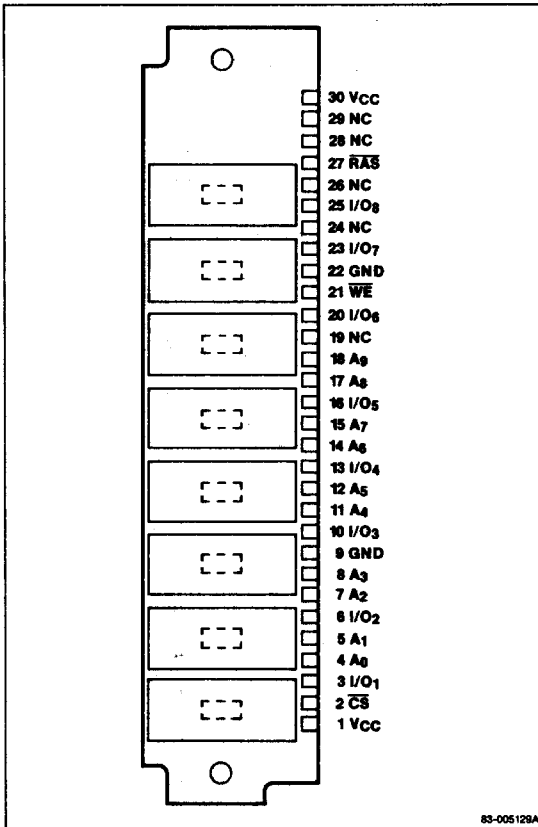 30 VCC
29 NC
28 NC
27 R̅A̅S̅
26 NC
25 I/O₈
24 NC
23 I/O₇
22 GND
21 W̅E̅
20 I/O₆
19 NC
18 A₉
17 A₈
16 I/O₅
15 A₇
14 A₆
13 I/O₄
12 A₅
11 A₄
10 I/O₃
9 GND
8 A₃
7 A₂
6 I/O₂
5 A₁
4 A₀
3 I/O₁
2 C̅S̅
1 VCC
83-005129A